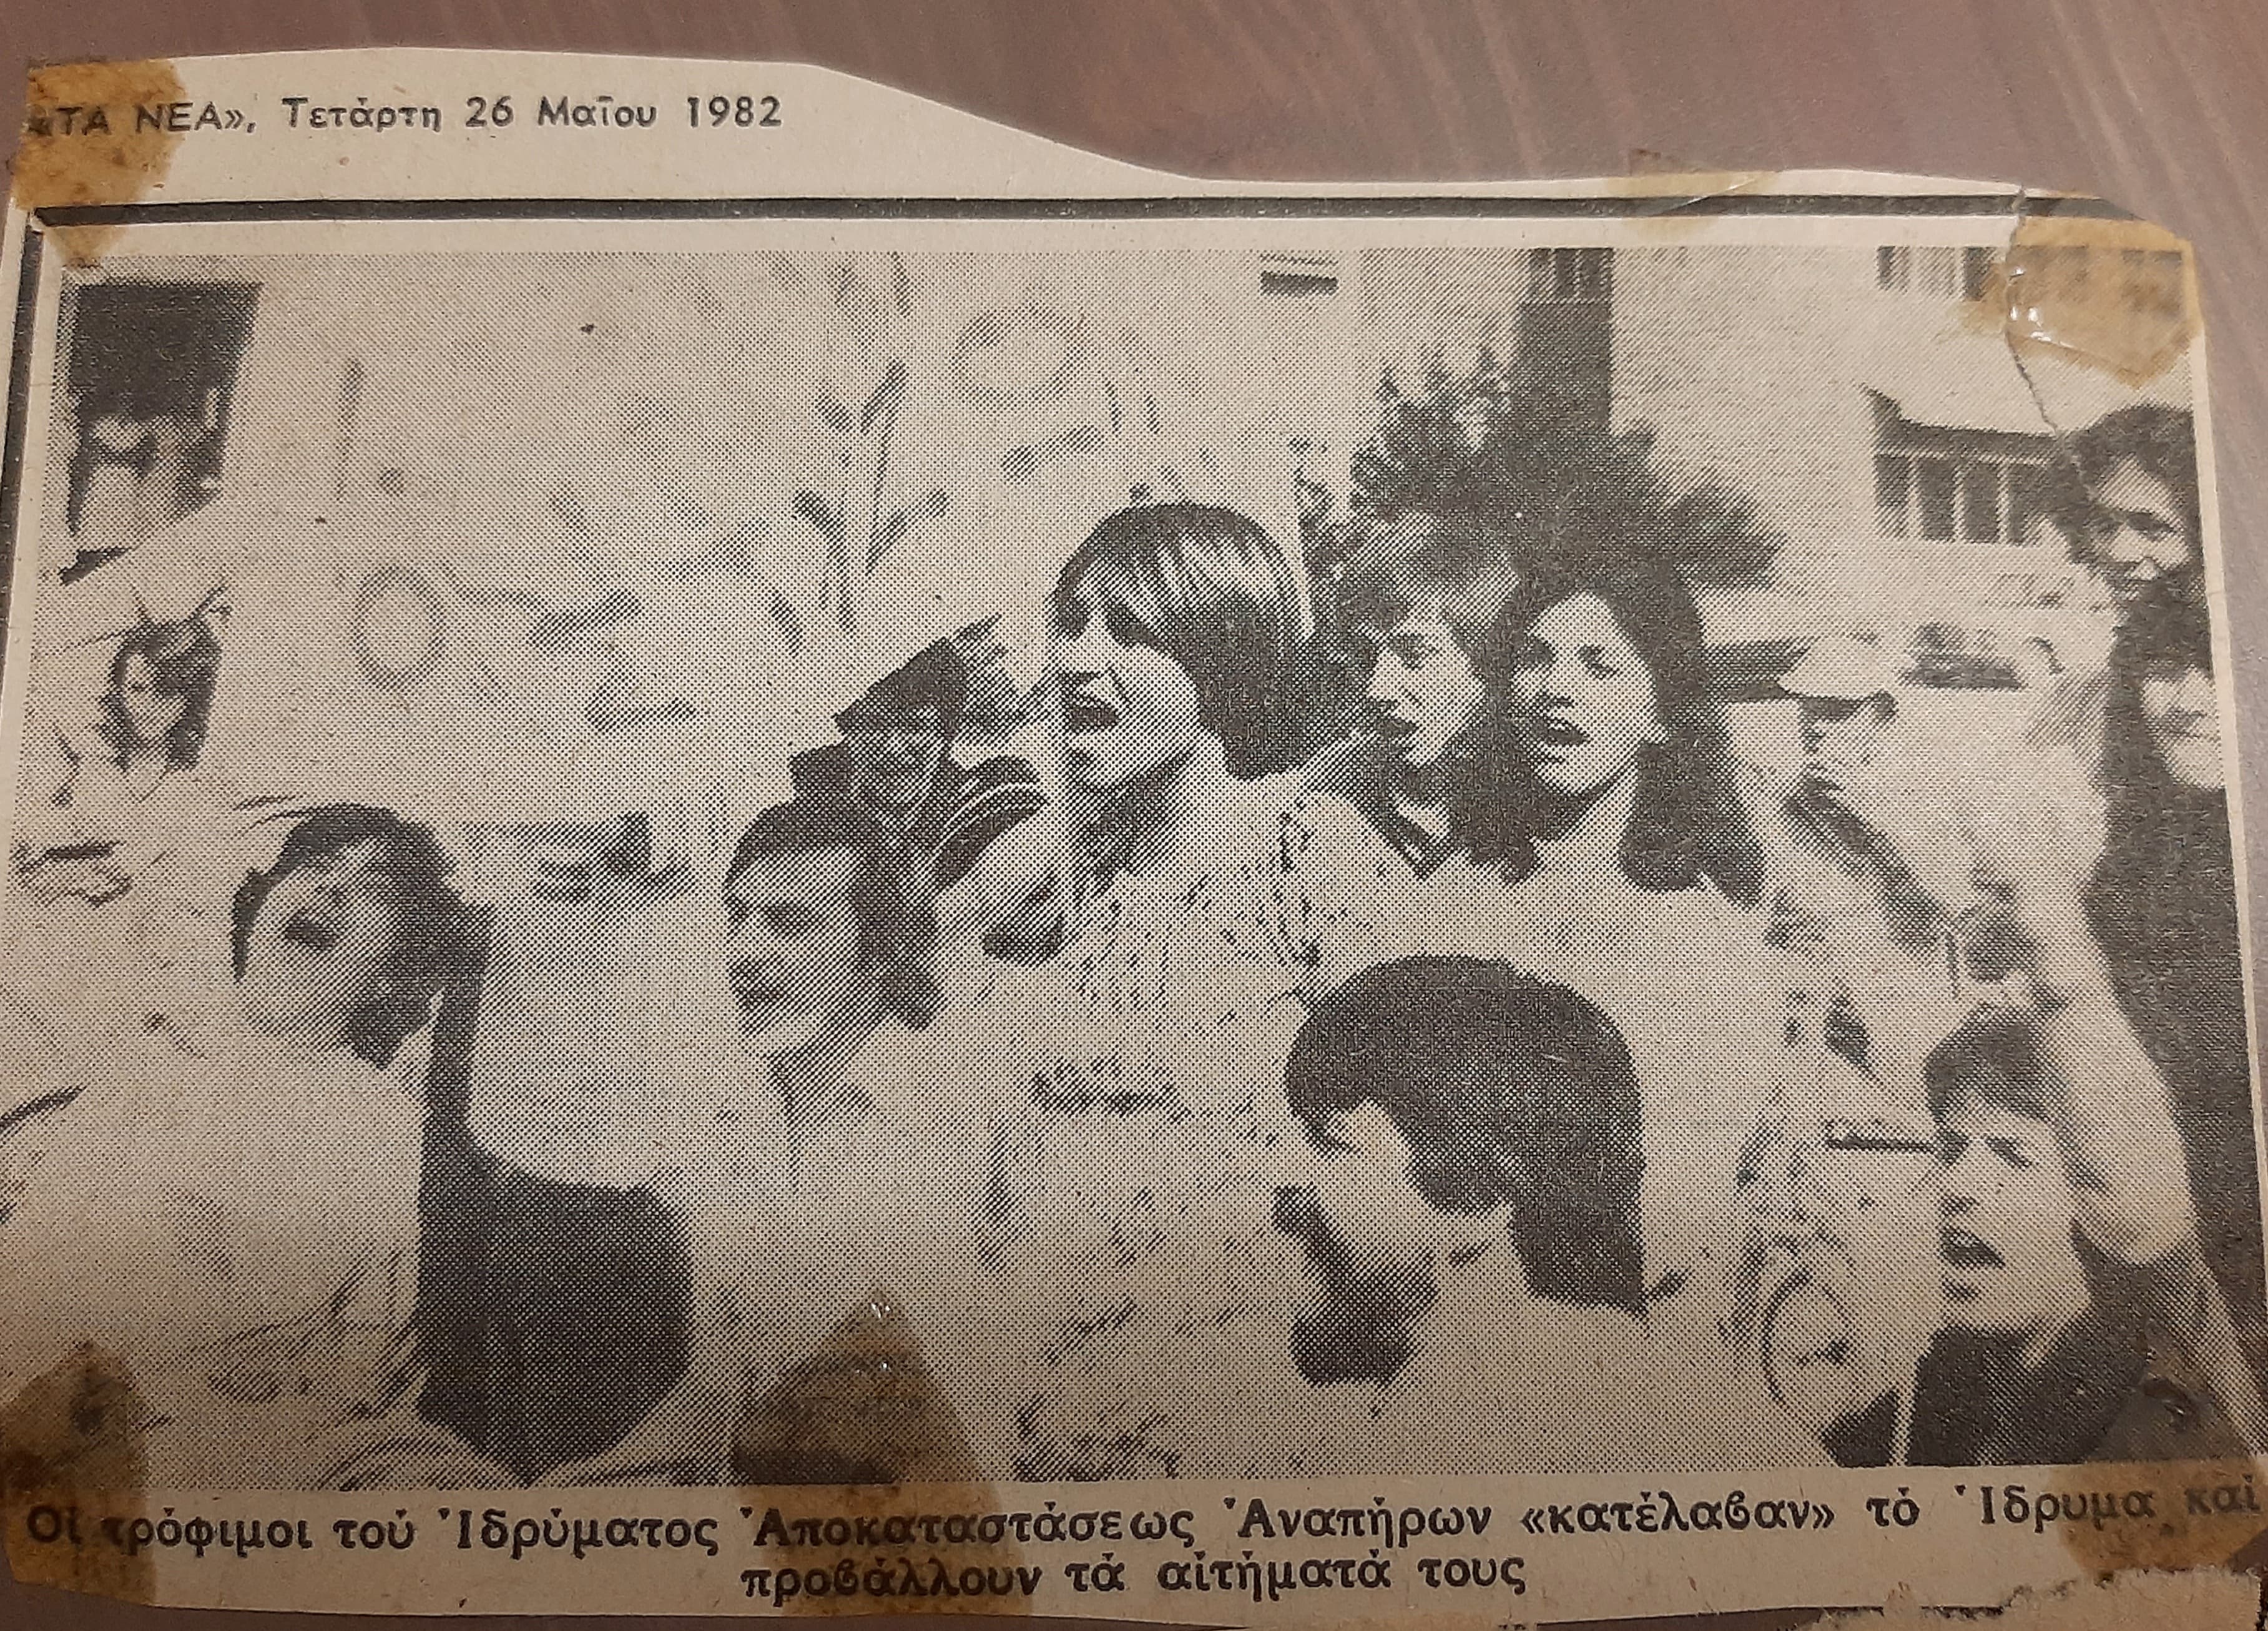 «ΤΑ ΝΕΑ», Τετάρτη 26 Μαΐου 1982
Οἱ τρόφιμοι τοῦ Ἱδρύματος Ἀποκαταστάσεως Ἀναπήρων «κατέλαβαν» τό Ἵδρυμα καί
προβάλλουν τά αἰτήματά τους